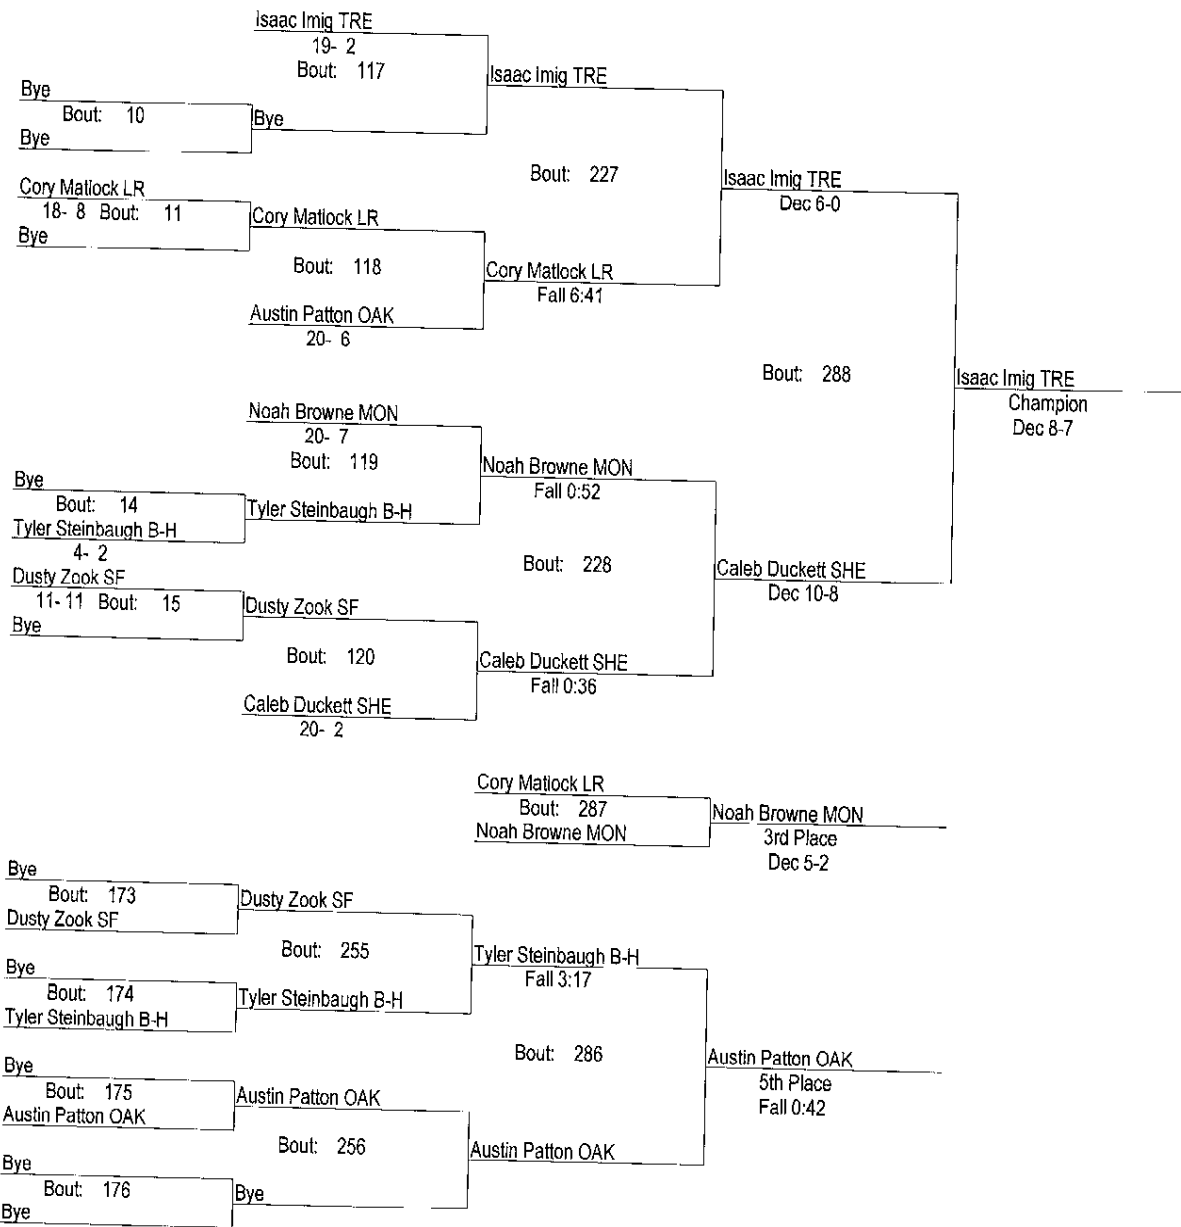 Isaac Imig TRE
19- 2
Bout: 117
Isaac Imig TRE
Bye
Bout: 10
Bye
Bye
Bout: 227
Isaac Imig TRE
Dec 6-0
Cory Matlock LR
18- 8 Bout: 11
Cory Matlock LR
Bye
Bout: 118
Cory Matlock LR
Fall 6:41
Austin Patton OAK
20- 6
Bout: 288
Isaac Imig TRE
Champion
Dec 8-7
Noah Browne MON
20- 7
Bout: 119
Noah Browne MON
Fall 0:52
Bye
Bout: 14
Tyler Steinbaugh B-H
Tyler Steinbaugh B-H
4- 2
Bout: 228
Caleb Duckett SHE
Dec 10-8
Dusty Zook SF
11- 11 Bout: 15
Dusty Zook SF
Bye
Bout: 120
Caleb Duckett SHE
Fall 0:36
Caleb Duckett SHE
20- 2
Cory Matlock LR
Bout: 287
Noah Browne MON
Noah Browne MON
3rd Place
Dec 5-2
Bye
Bout: 173
Dusty Zook SF
Dusty Zook SF
Bout: 255
Tyler Steinbaugh B-H
Fall 3:17
Bye
Bout: 174
Tyler Steinbaugh B-H
Tyler Steinbaugh B-H
Bout: 286
Austin Patton OAK
5th Place
Fall 0:42
Bye
Bout: 175
Austin Patton OAK
Austin Patton OAK
Bout: 256
Austin Patton OAK
Bye
Bout: 176
Bye
Bye